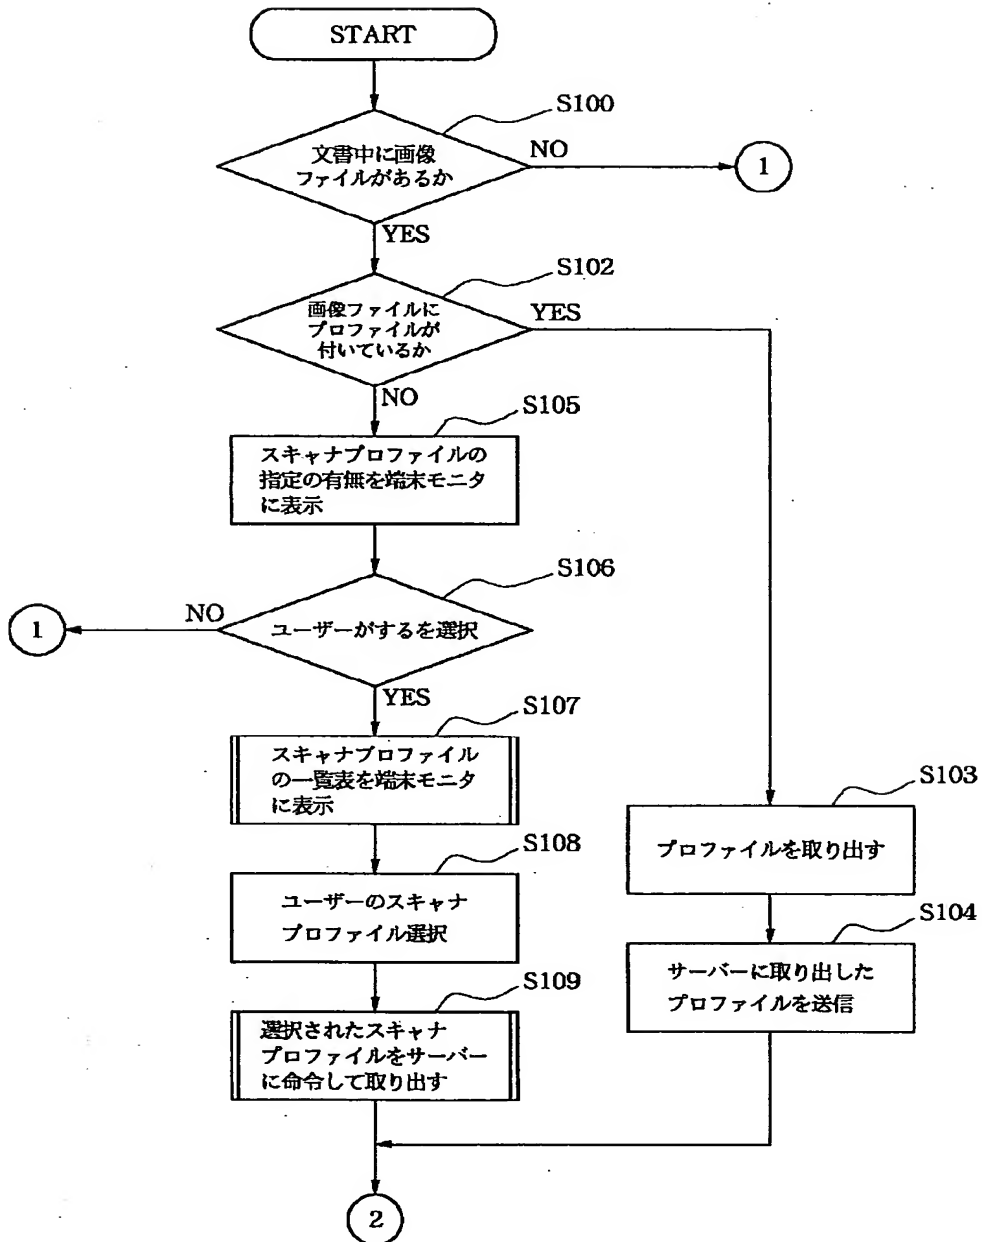 START
S100
文書中に画像
ファイルがあるか
NO
1
YES
S102
画像ファイルに
プロファイルが
付いているか
YES
NO
S105
スキャナプロファイルの
指定の有無を端末モニタ
に表示
S106
ユーザーがするを選択
NO
1
YES
S107
スキャナプロファイル
の一覧表を端末モニタ
に表示
S103
プロファイルを取り出す
S108
ユーザーのスキャナ
プロファイル選択
S104
サーバーに取り出した
プロファイルを送信
S109
選択されたスキャナ
プロファイルをサーバー
に命令して取り出す
2